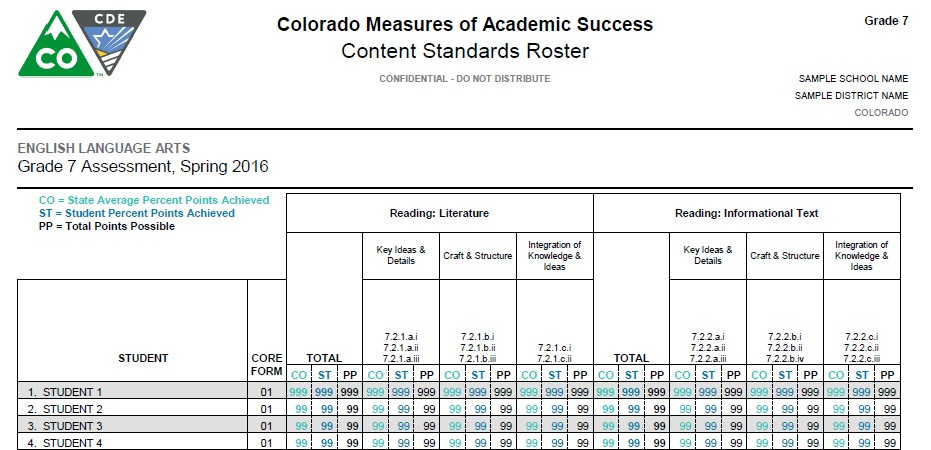 CDE
CO
TM
Colorado Measures of Academic Success
Content Standards Roster
CONFIDENTIAL - DO NOT DISTRIBUTE
Grade 7
SAMPLE SCHOOL NAME
SAMPLE DISTRICT NAME
COLORADO
ENGLISH LANGUAGE ARTS
Grade 7 Assessment, Spring 2016
CO = State Average Percent Points Achieved
ST = Student Percent Points Achieved
PP = Total Points Possible
Reading: Literature
Reading: Informational Text
Key Ideas &
Details
Craft & Structure
Integration of
Knowledge &
Ideas
Key Ideas &
Details
Craft & Structure
Integration of
Knowledge &
Ideas
STUDENT
CORE
FORM
TOTAL
7.2.1.a.i
7.2.1.a.ii
7.2.1.a.iii
7.2.1.b.i
7.2.1.b.ii
7.2.1.b.iii
7.2.1.c.i
7.2.1.c.ii
TOTAL
7.2.2.a.i
7.2.2.a.ii
7.2.2.a.iii
7.2.2.b.i
7.2.2.b.ii
7.2.2.b.iv
7.2.2.c.i
7.2.2.c.ii
7.2.2.c.iii
CO ST PP CO ST PP CO ST PP CO ST PP CO ST PP CO ST PP CO ST PP CO ST PP
1. STUDENT 1 01 999 999 999 999 999 999 999 999 999 999 999 999 999 999 999 999 999 999 999 999 999 999 999 999
2. STUDENT 2 01 99 99 99 99 99 99 99 99 99 99 99 99 99 99 99 99 99 99 99 99 99 99 99 99
3. STUDENT 3 01 99 99 99 99 99 99 99 99 99 99 99 99 99 99 99 99 99 99 99 99 99 99 99 99
4. STUDENT 4 01 99 99 99 99 99 99 99 99 99 99 99 99 99 99 99 99 99 99 99 99 99 99 99 99